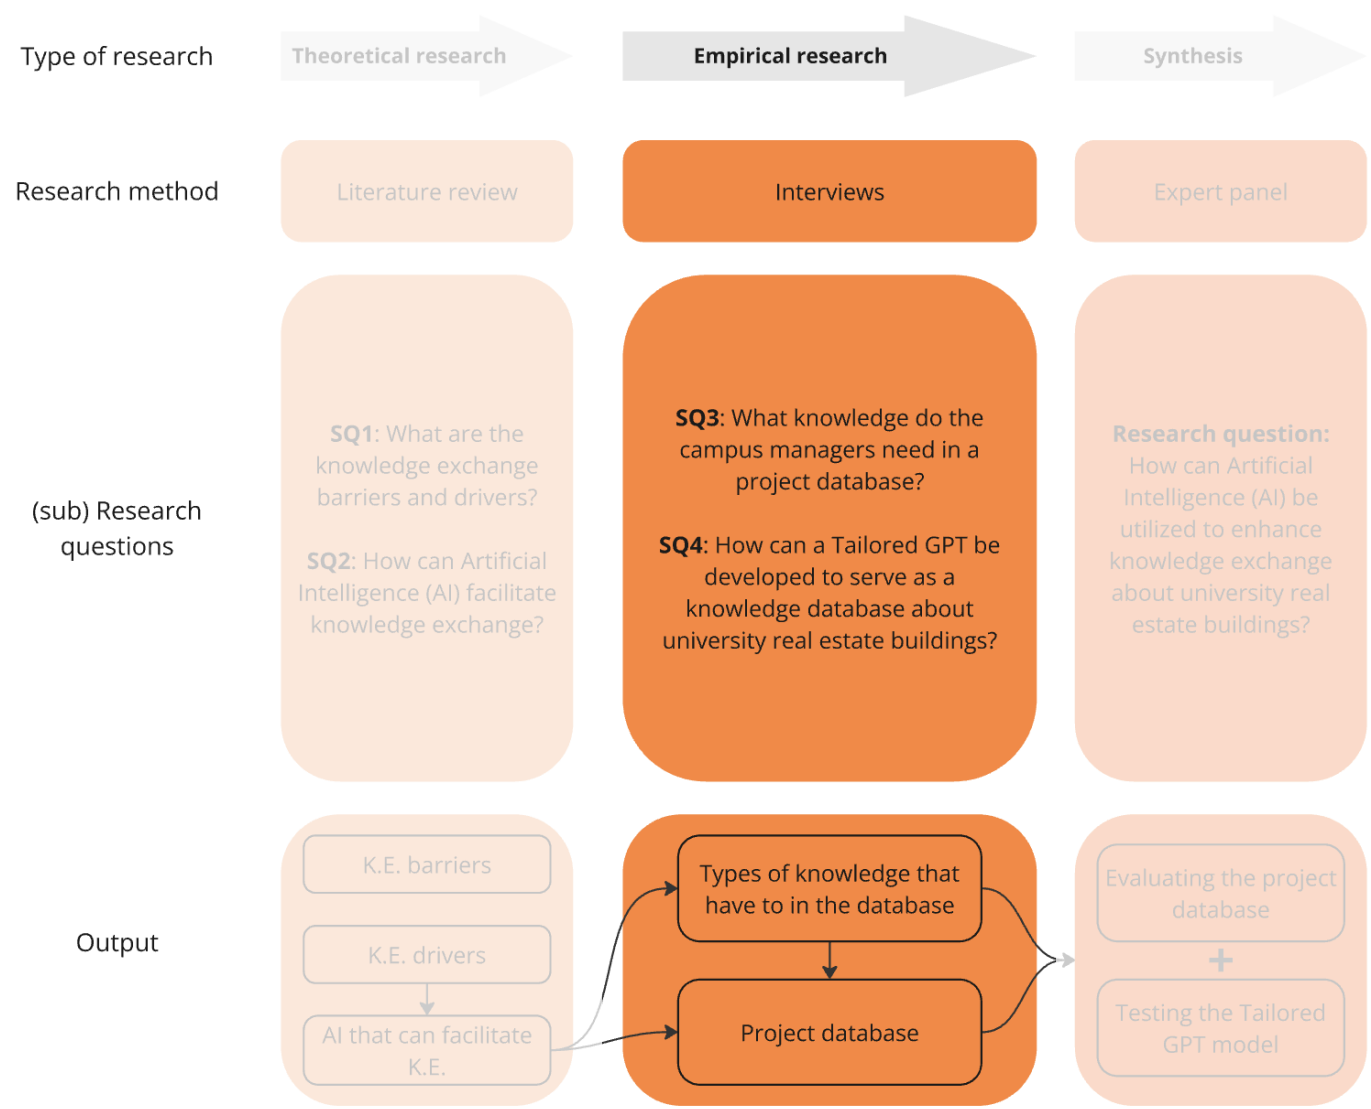 Type of research
Theoretical research
Empirical research
Synthesis
Research method
Literature review
Interviews
Expert panel
(sub) Research
questions
SQ1: What are the
knowledge exchange
barriers and drivers?
SQ2: How can Artificial
Intelligence (AI) facilitate
knowledge exchange?
SQ3: What knowledge do the
campus managers need in a
project database?
SQ4: How can a Tailored GPT be
developed to serve as a
knowledge database about
university real estate buildings?
Research question:
How can Artificial
Intelligence (AI) be
utilized to enhance
knowledge exchange
about university real
estate buildings?
Output
K.E. barriers
K.E. drivers
AI that can facilitate
K.E.
Types of knowledge that
have to in the database
Project database
Evaluating the project
database
+
Testing the Tailored
GPT model